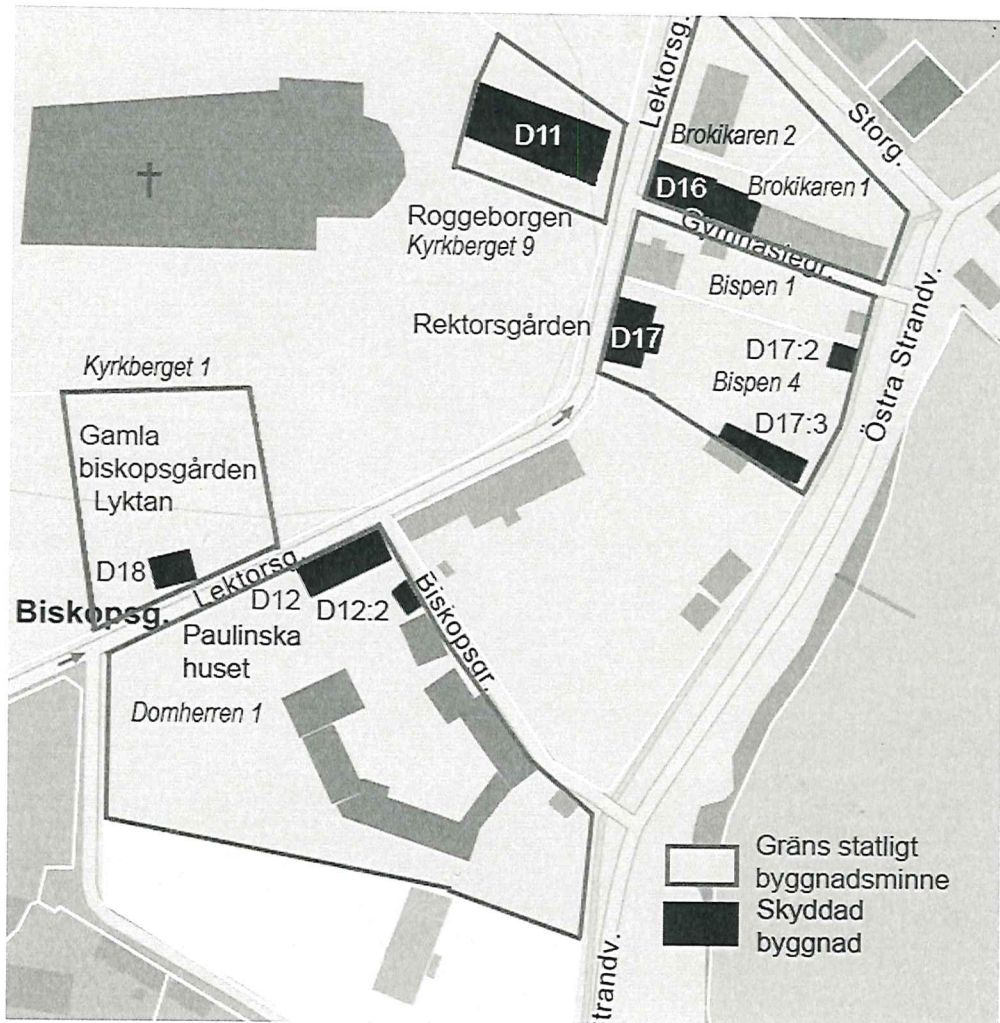 Lektorsg.
Storg.
D11
Brokikaren 2
D16
Brokikaren 1
Roggeborgen
Kyrkberget 9
Gymnasiegr.
Bispen 1
Rektorsgården
D17
D17:2
Bispen 4
Östra Strandv.
D17:3
Kyrkberget 1
Gamla
biskopsgården
Lyktan
D18
Lektorsg.
Biskopsg.
D12
D12:2
Biskopsgr.
Paulinska
huset
Domherren 1
Gräns statligt
byggnadsminne
Skyddad
byggnad
trandv.